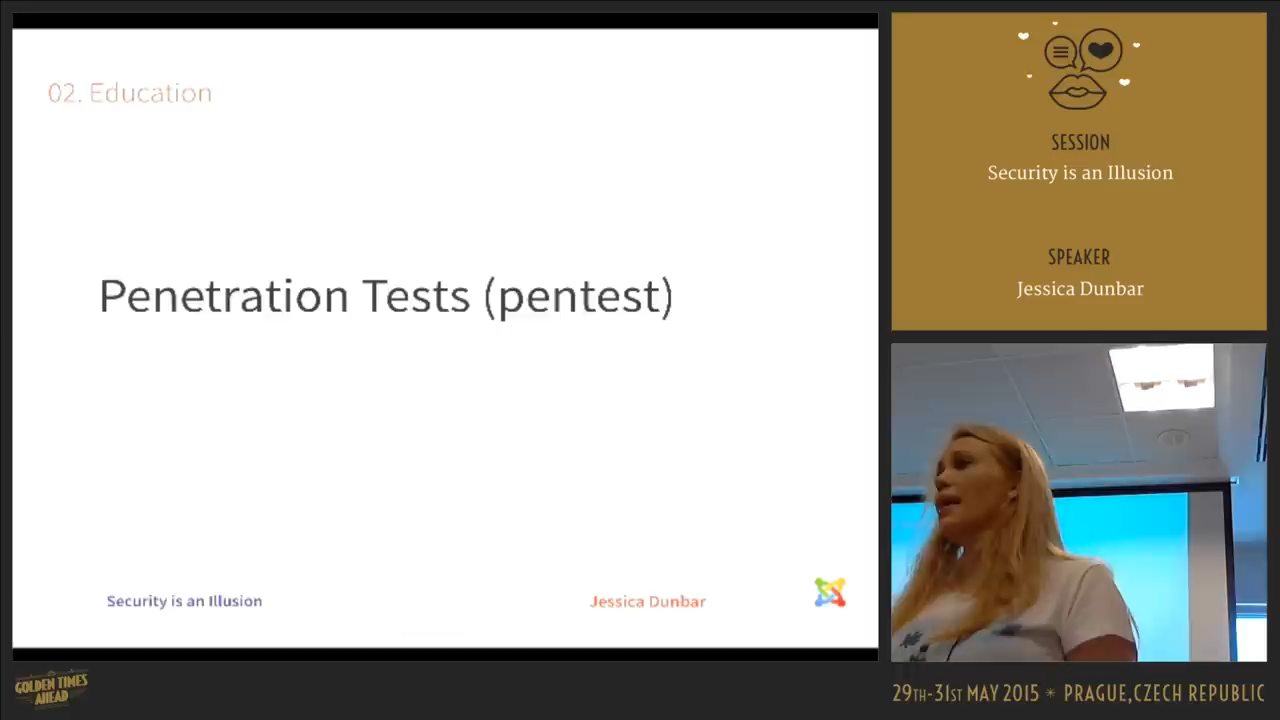 02. Education
Penetration Tests (pentest)
Security is an Illusion
Jessica Dunbar
SESSION
Security is an Illusion
SPEAKER
Jessica Dunbar
GOLDEN TIMES
AHEAD
29TH-31ST MAY 2015 * PRAGUE,CZECH REPUBLIC